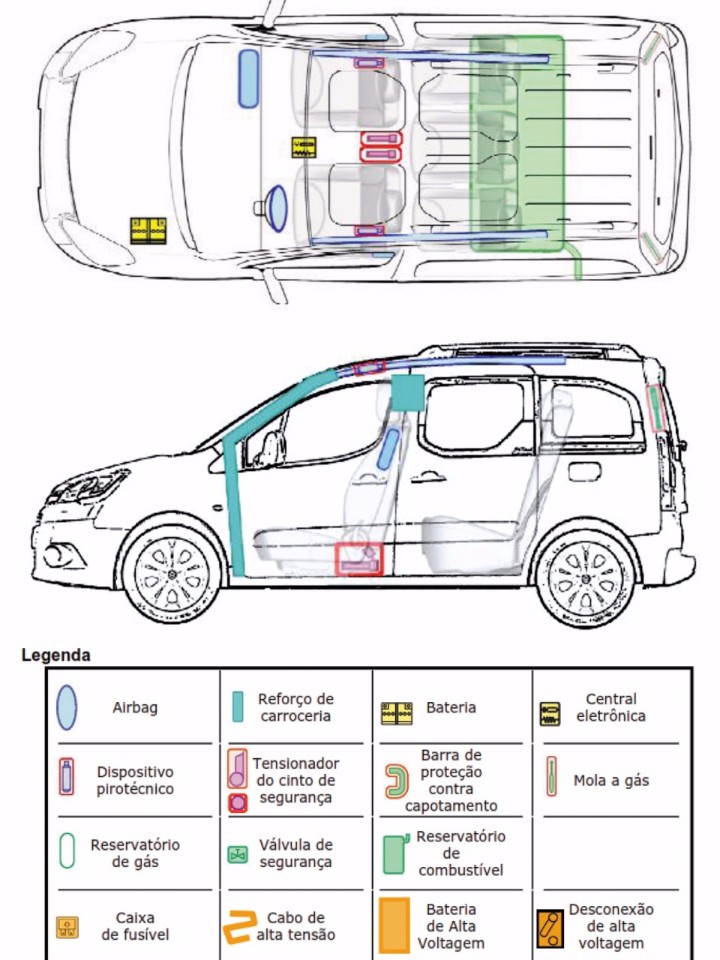 Legenda
Airbag
Reforço de
carroceria
Bateria
Central
eletrônica
Dispositivo
pirotécnico
Tensionador
do cinto de
segurança
Barra de
proteção
contra
capotamento
Mola a gás
Reservatório
de gás
Válvula de
segurança
Reservatório
de
combustível
Caixa
de fusível
Cabo de
alta tensão
Bateria
de Alta
Voltagem
Desconexão
de alta
voltagem